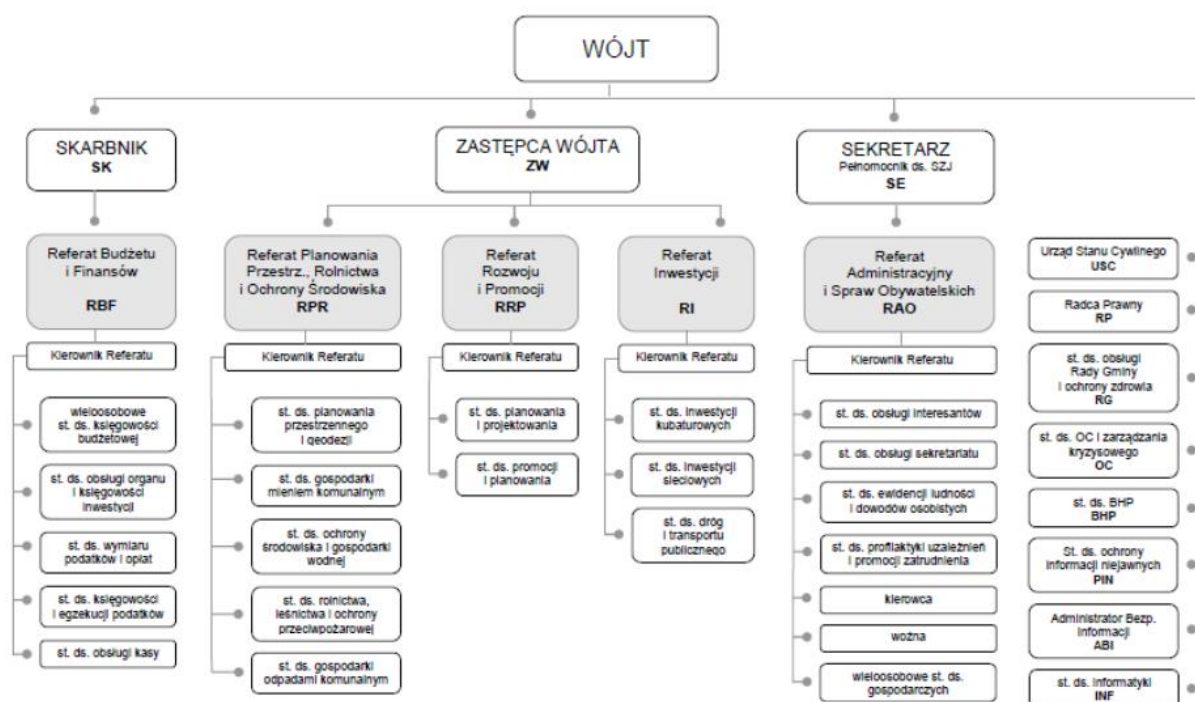 WÓJT
SKARBNIK
SK
ZASTĘPCA WÓJTA
ZW
SEKRETARZ
Pełnomocnik ds. SZJ
SE
Referat Budżetu
i Finansów
RBF
Kierownik Referatu
wieloosobowe
st. ds. księgowości
budżetowej
st. ds. obsługi organu
i księgowości
inwestycji
st. ds. wymiaru
podatków i opłat
st. ds. księgowości
i egzekucji podatków
st. ds. obsługi kasy
Referat Planowania
Przestrz., Rolnictwa
i Ochrony Środowiska
RPR
Kierownik Referatu
st. ds. planowania
przestrzennego
i geodezji
st. ds. gospodarki
mieniem komunalnym
st. ds. ochrony
środowiska i gospodarki
wodnej
st. ds. rolnictwa,
leśnictwa i ochrony
przeciwpożarowej
st. ds. gospodarki
odpadami komunalnym
Referat
Rozwoju
i Promocji
RRP
Kierownik Referatu
st. ds. planowania
i projektowania
st. ds. promocji
i planowania
Referat
Inwestycji
RI
Kierownik Referatu
st. ds. inwestycji
kubaturowych
st. ds. inwestycji
sieciowych
st. ds. dróg
i transportu
publicznego
Referat
Administracyjny
i Spraw Obywatelskich
RAO
Kierownik Referatu
st. ds. obsługi interesantów
st. ds. obsługi sekretariatu
st. ds. ewidencji ludności
i dowodów osobistych
st. ds. profilaktyki uzależnień
i promocji zatrudnienia
kierowca
woźna
wieloosobowe st. ds.
gospodarczych
Urząd Stanu Cywilnego
USC
Radca Prawny
RP
st. ds. obsługi
Rady Gminy
i ochrony zdrowia
RG
st. ds. OC i zarządzania
kryzysowego
OC
st. ds. BHP
BHP
St. ds. ochrony
informacji niejawnych
PIN
Administrator Bezp.
Informacji
ABI
st. ds. informatyki
INF